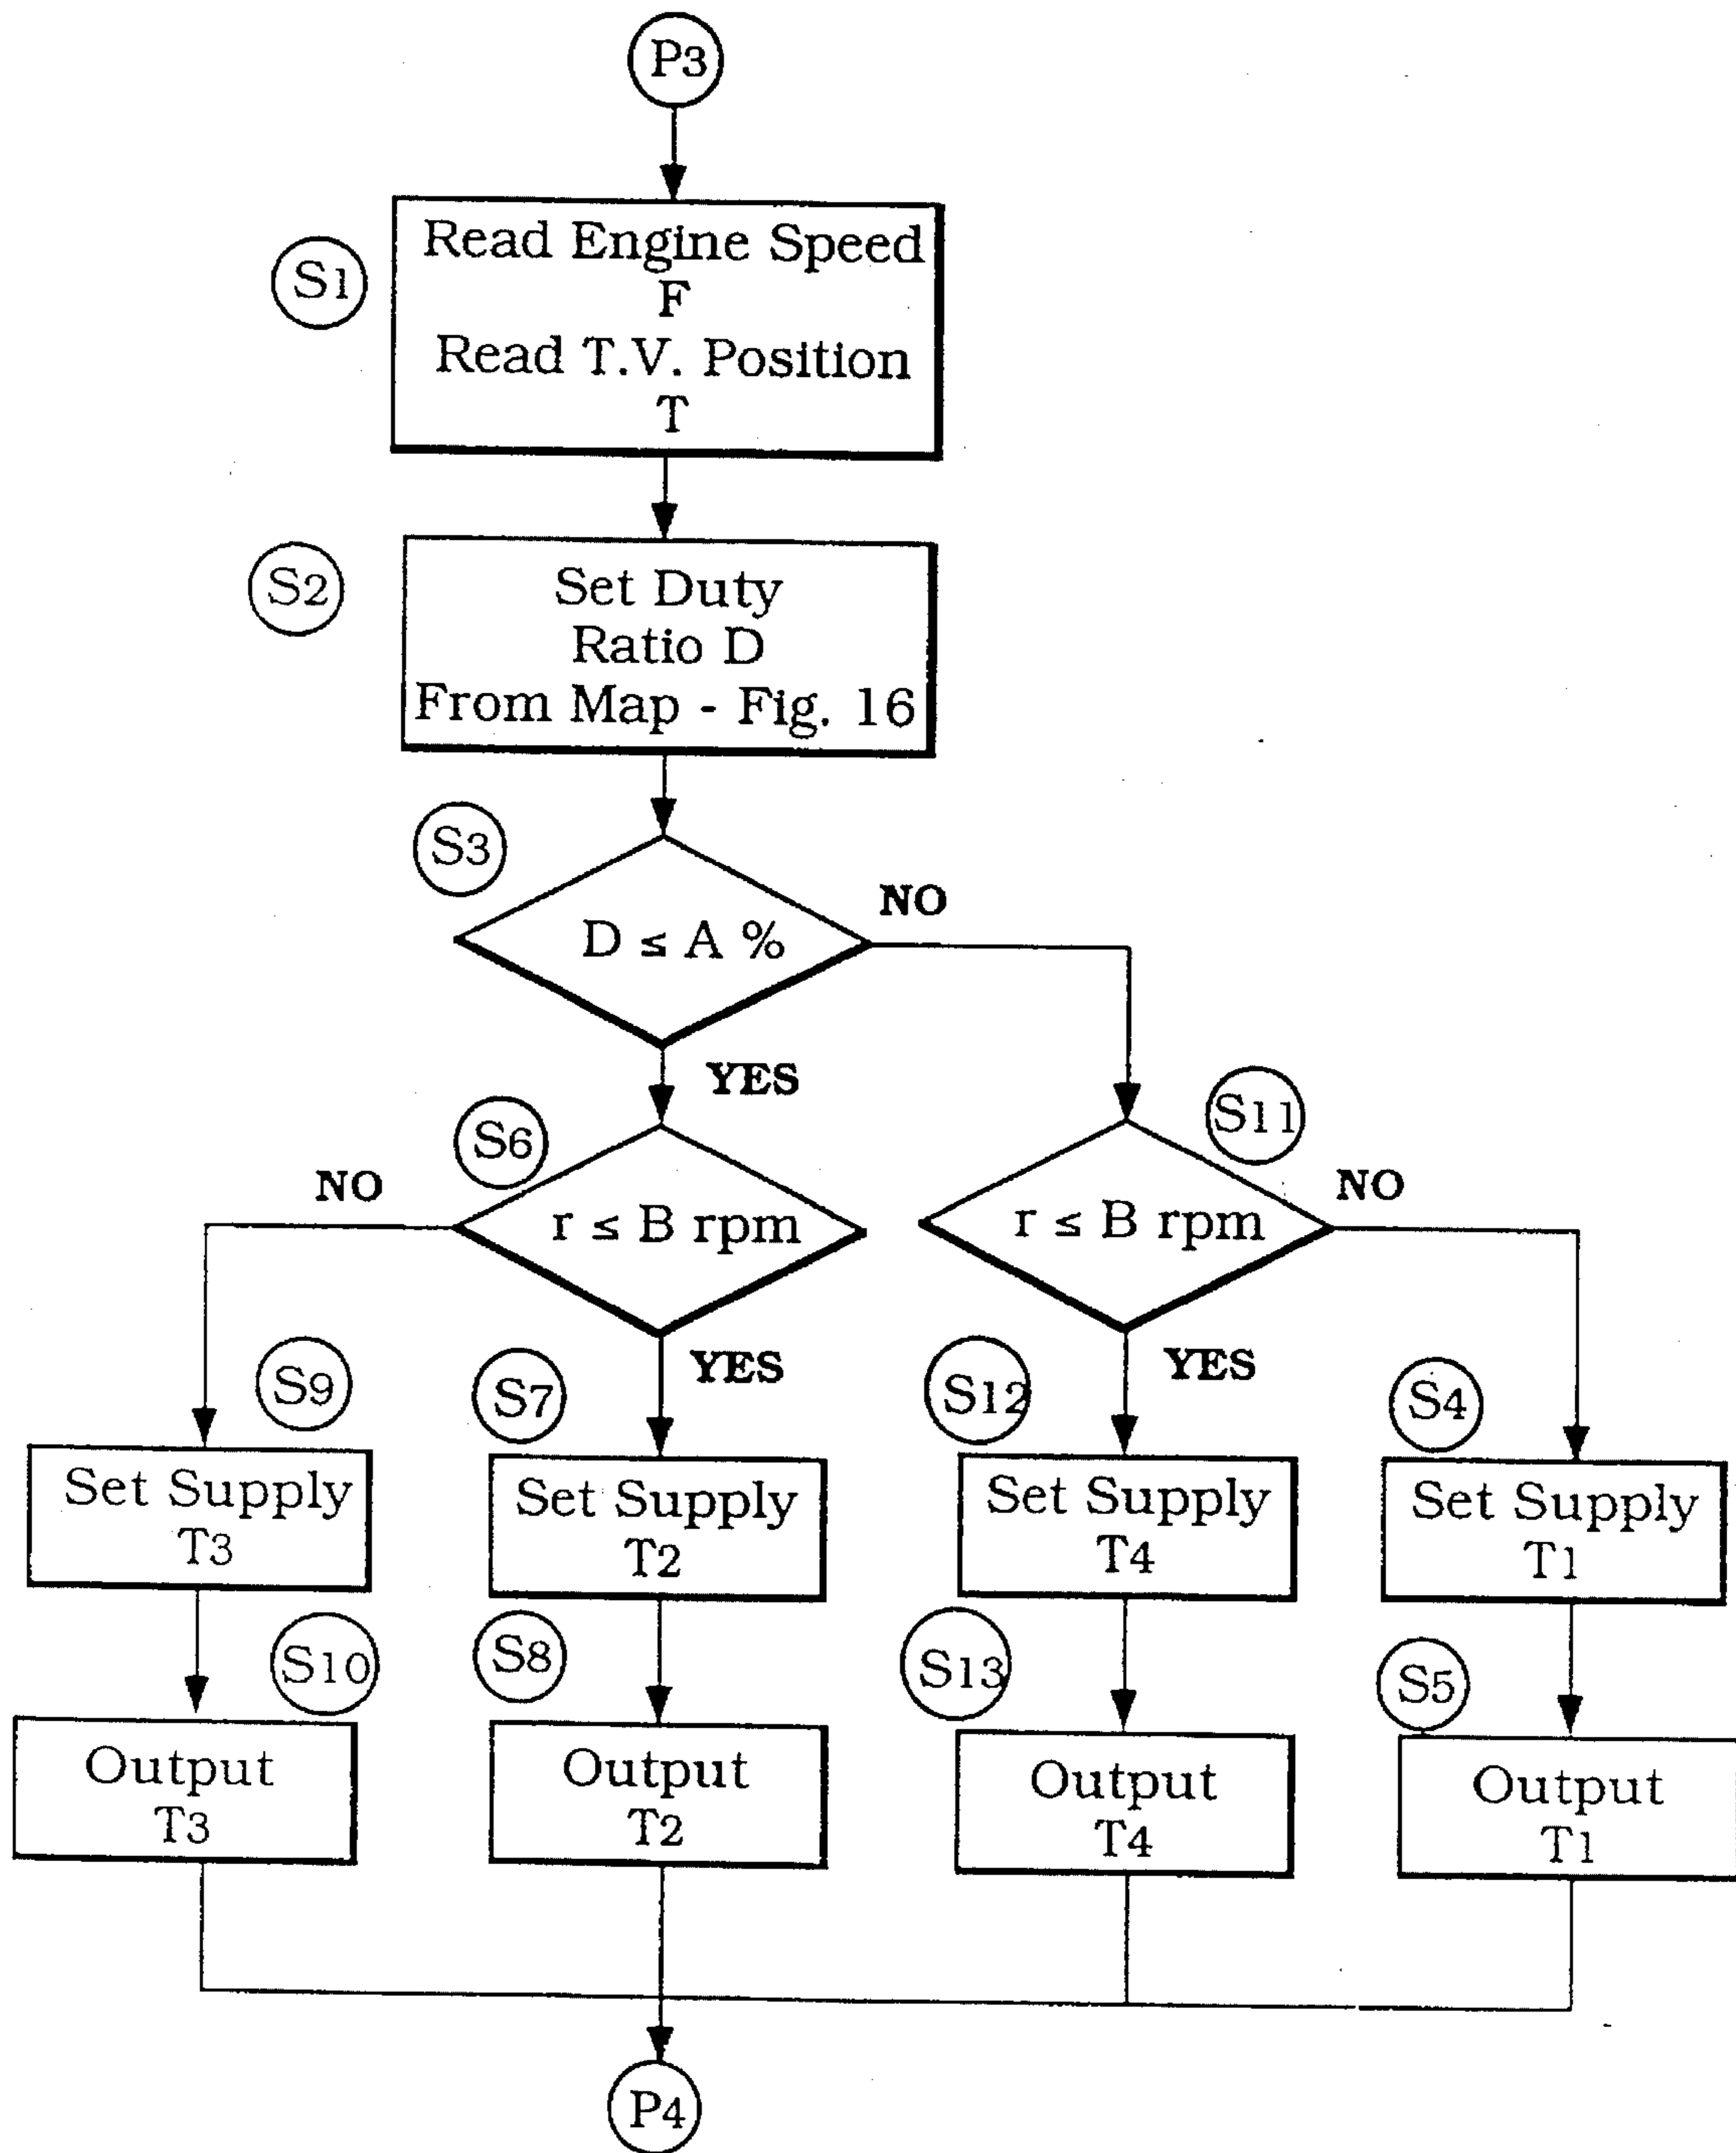 P3
S1
Read Engine Speed
F
Read T.V. Position
T
S2
Set Duty
Ratio D
From Map - Fig. 16
S3
D ≤ A %
NO
YES
S6
r ≤ B rpm
NO
YES
S11
r ≤ B rpm
NO
YES
S9
Set Supply
T3
S7
Set Supply
T2
S12
Set Supply
T4
S4
Set Supply
T1
S10
Output
T3
S8
Output
T2
S13
Output
T4
S5
Output
T1
P4